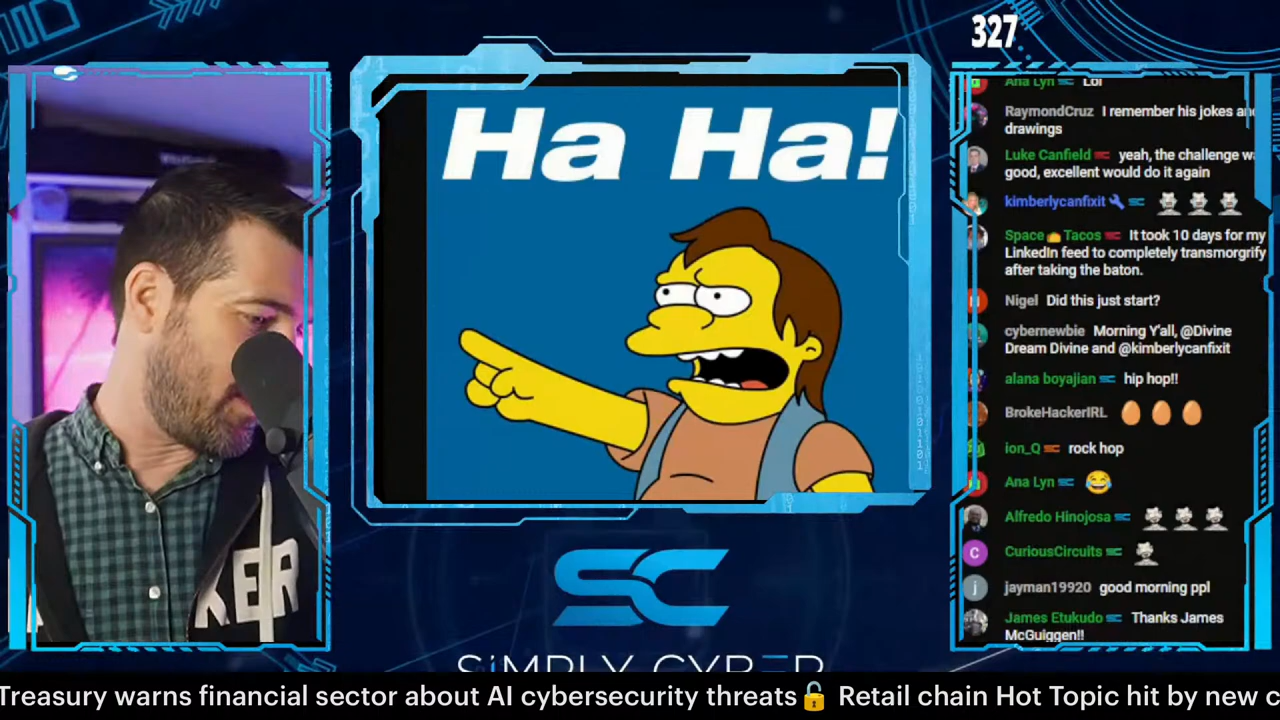 327
Ha Ha!
Ana Lyn Lol
RaymondCruz I remember his jokes and
drawings
Luke Canfield yeah, the challenge w
good, excellent would do it again
kimberlycanfixit
Space Tacos It took 10 days for my
LinkedIn feed to completely transmorgrify
after taking the baton.
Nigel Did this just start?
cybernewbie Morning Y'all, @Divine
Dream Divine and @kimberlycanfixit
alana boyajian hip hop!!
BrokeHackerIRL
ion_Q rock hop
Ana Lyn
Alfredo Hinojosa
C CuriousCircuits
j jayman19920 good morning ppl
James Etukudo Thanks James
McGuiggen!!
KER
SC
SIMPLY CYBER
Treasury warns financial sector about AI cybersecurity threats🔓 Retail chain Hot Topic hit by new c